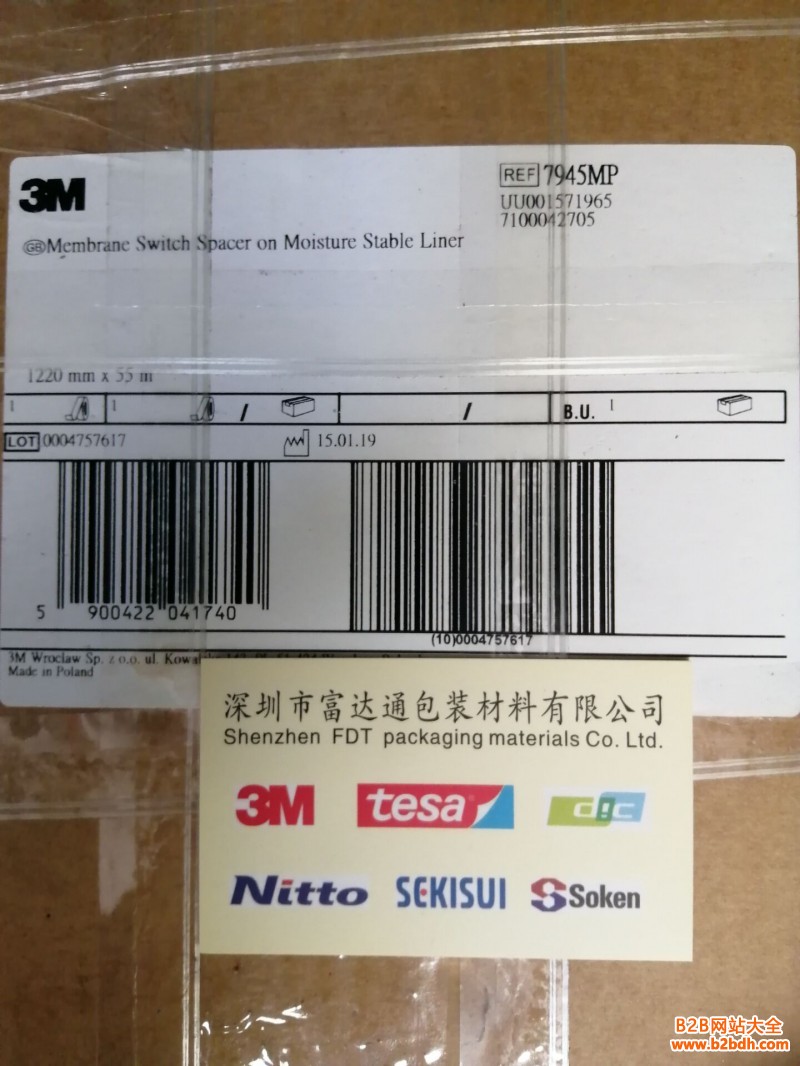 3M
REF 7945MP
UU001571965
7100042705
GB Membrane Switch Spacer on Moisture Stable Liner
1220 mm x 55 m
1 1 / / B.U. 1
LOT 0004757617 15.01.19
5 900422 041740
(10)0004757617
3M Wroclaw Sp. z o.o. ul.
Made in Poland
深圳市富达通包装材料有限公司
Shenzhen FDT packaging materials Co. Ltd.
3M tesa dic
Nitto SEKISUI Soken
B2B网站大全
www.b2bdh.com